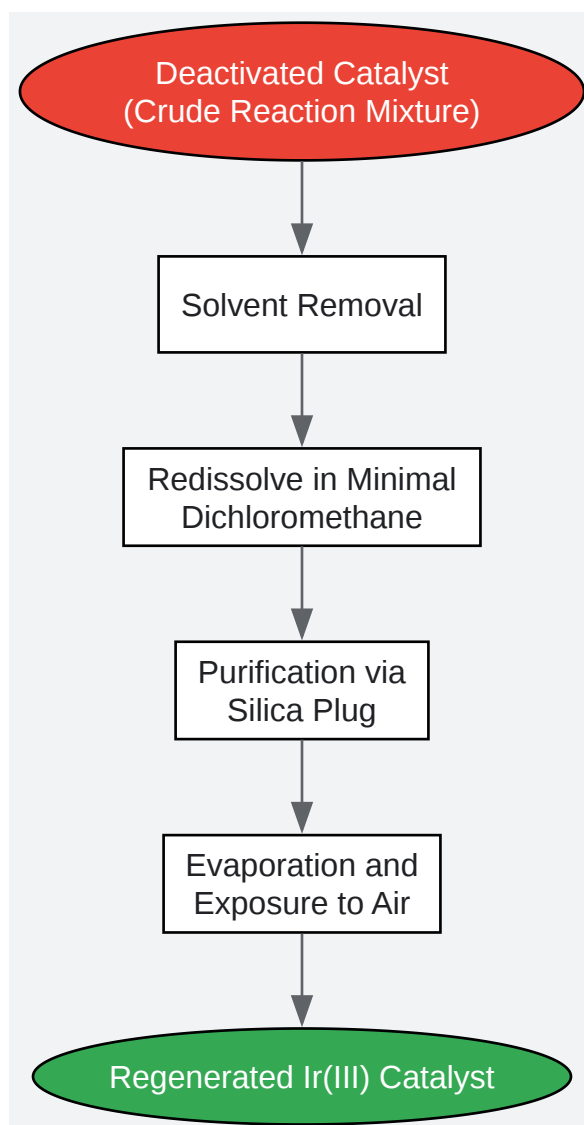 Deactivated Catalyst
(Crude Reaction Mixture)
Solvent Removal
Redissolve in Minimal
Dichloromethane
Purification via
Silica Plug
Evaporation and
Exposure to Air
Regenerated Ir(III) Catalyst